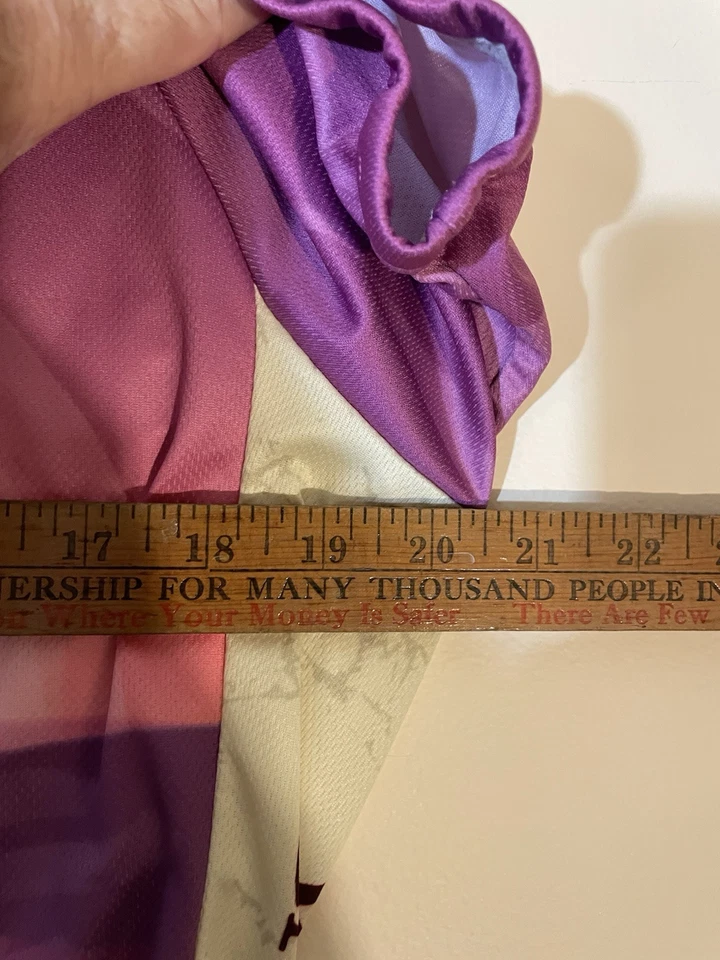 17 18 19 20 21 22
NERSHIP FOR MANY THOUSAND PEOPLE IN
Where Your Money Is Safer There Are Few